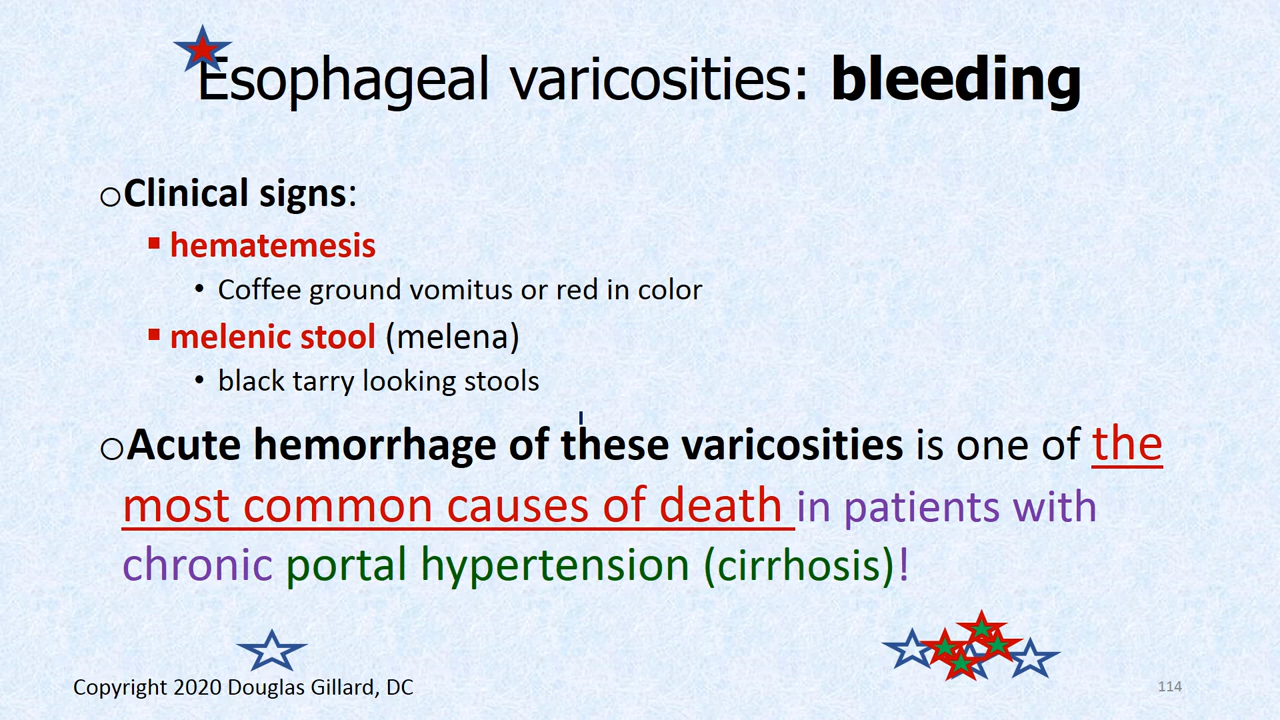 Esophageal varicosities: bleeding
Clinical signs:
hematemesis
Coffee ground vomitus or red in color
melenic stool (melena)
black tarry looking stools
Acute hemorrhage of these varicosities is one of the
most common causes of death in patients with
chronic portal hypertension (cirrhosis)!
Copyright 2020 Douglas Gillard, DC
114